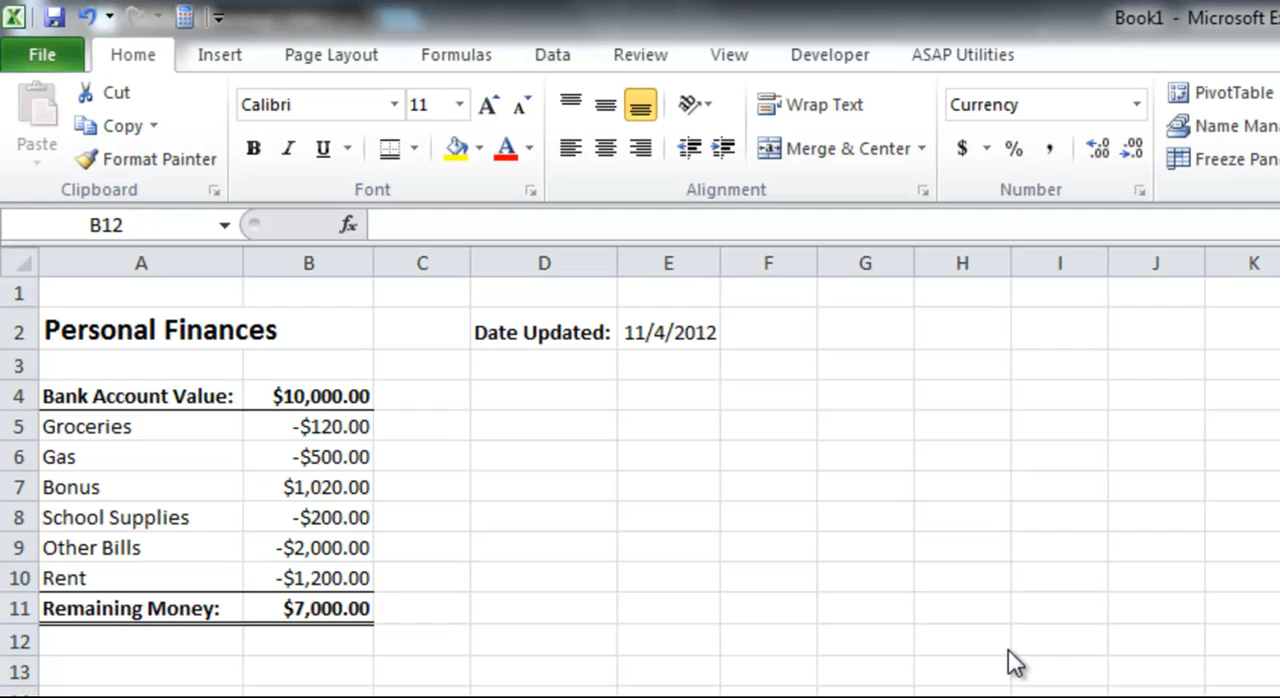 Book1 - Microsoft Ex
File Home Insert Page Layout Formulas Data Review View Developer ASAP Utilities
Paste Cut Calibri 11 Wrap Text Currency PivotTable
Copy Name Man
Format Painter B I U Merge & Center $ % , Freeze Pan
Clipboard Font Alignment Number
B12 fx
A B C D E F G H I J K
1
2 Personal Finances Date Updated: 11/4/2012
3
4 Bank Account Value: $10,000.00
5 Groceries -$120.00
6 Gas -$500.00
7 Bonus $1,020.00
8 School Supplies -$200.00
9 Other Bills -$2,000.00
10 Rent -$1,200.00
11 Remaining Money: $7,000.00
12
13